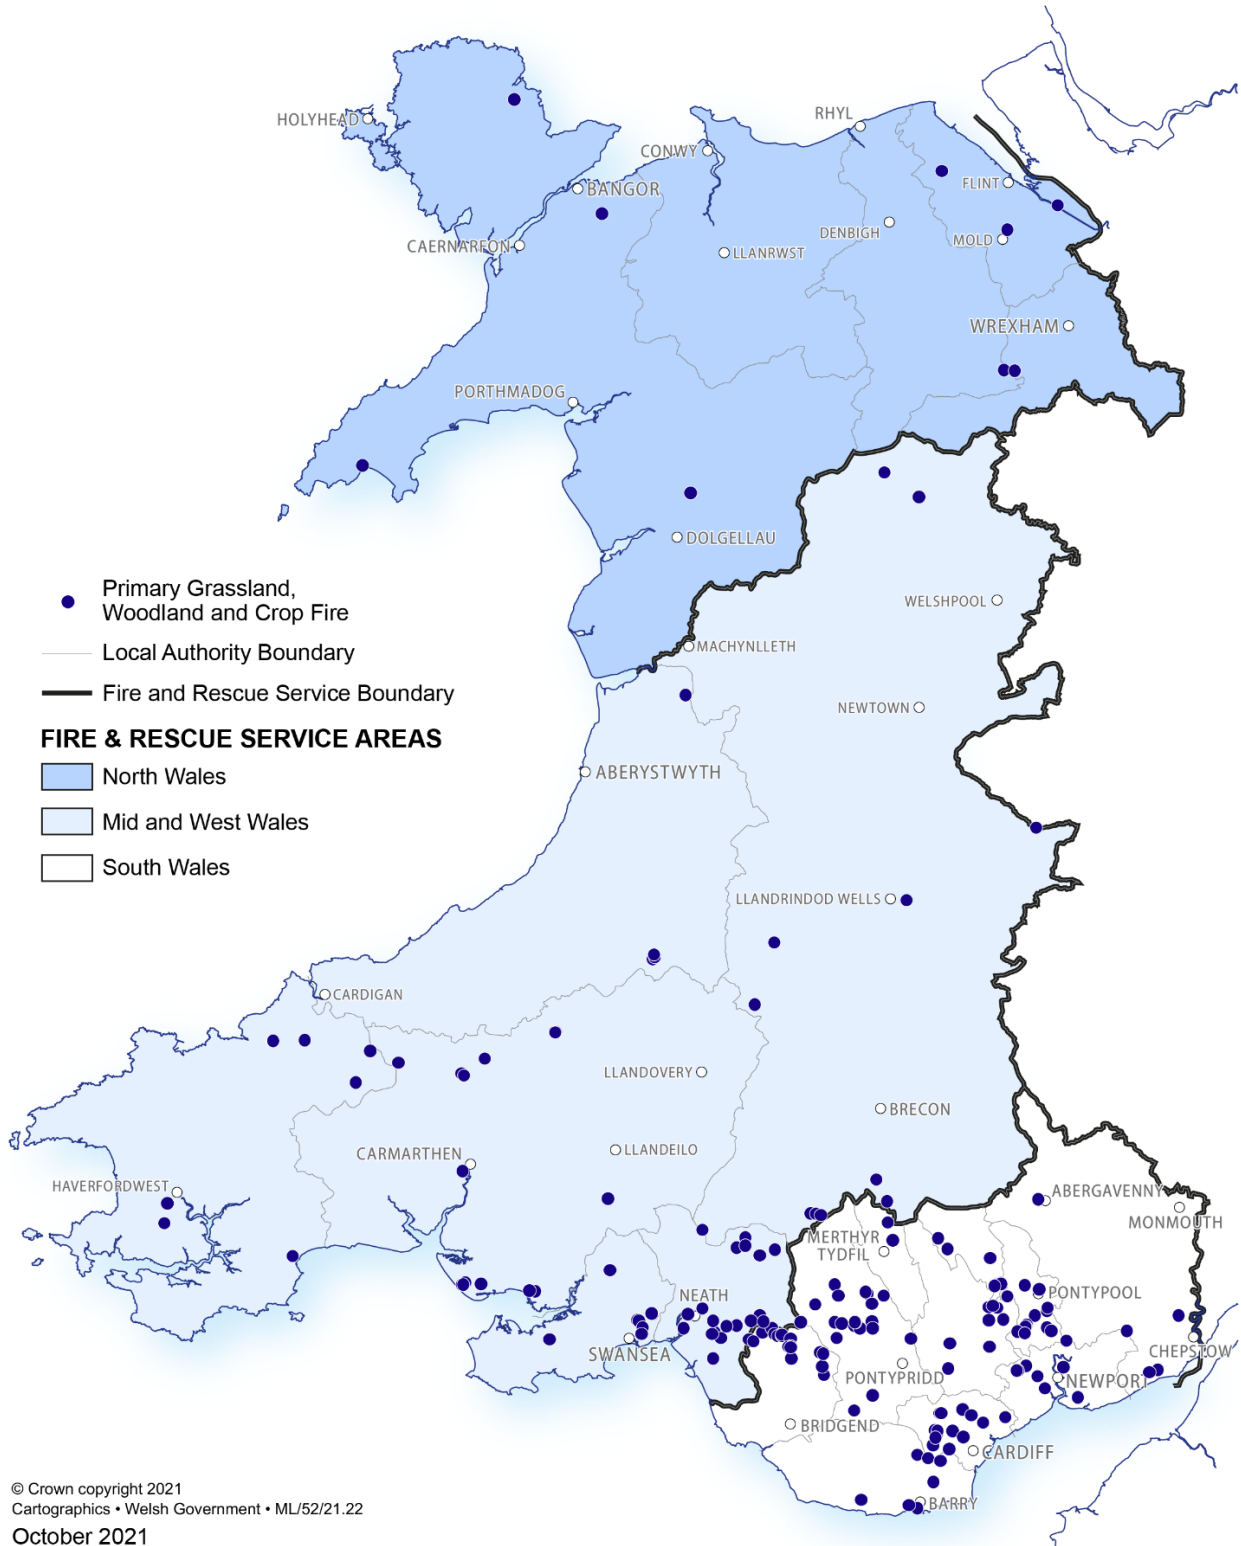 HOLYHEAD
RHYL
CONWY
BANGOR
FLINT
CAERNARFON
DENBIGH
MOLD
LLANRWST
WREXHAM
PORTHMADOG
DOLGELLAU
Primary Grassland,
Woodland and Crop Fire
WELSHPOOL
Local Authority Boundary
MACHYNLLETH
Fire and Rescue Service Boundary
NEWTOWN
FIRE & RESCUE SERVICE AREAS
North Wales
ABERYSTWYTH
Mid and West Wales
South Wales
LLANDRINDOD WELLS
CARDIGAN
LLANDOVERY
BRECON
CARMARTHEN
LLANDEILO
HAVERFORDWEST
ABERGAVENNY
MONMOUTH
MERTHYR
TYDFIL
NEATH
PONTYPOOL
SWANSEA
CHEPSTOW
PONTYPRIDD
NEWPORT
BRIDGEND
CARDIFF
© Crown copyright 2021
BARRY
Cartographics • Welsh Government • ML/52/21.22
October 2021